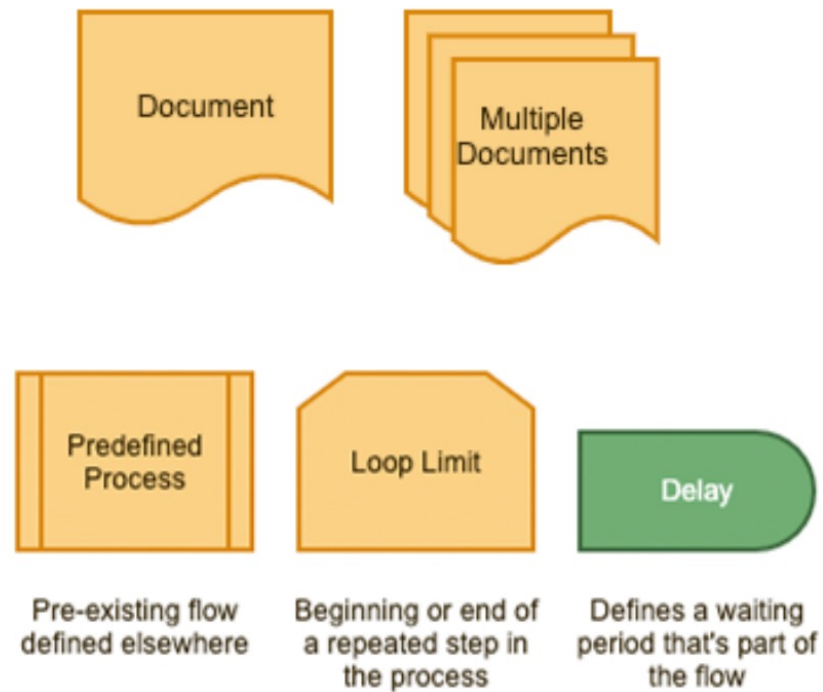 Document
Multiple
Documents
Predefined
Process
Loop Limit
Delay
Pre-existing flow
defined elsewhere
Beginning or end of
a repeated step in
the process
Defines a waiting
period that's part of
the flow